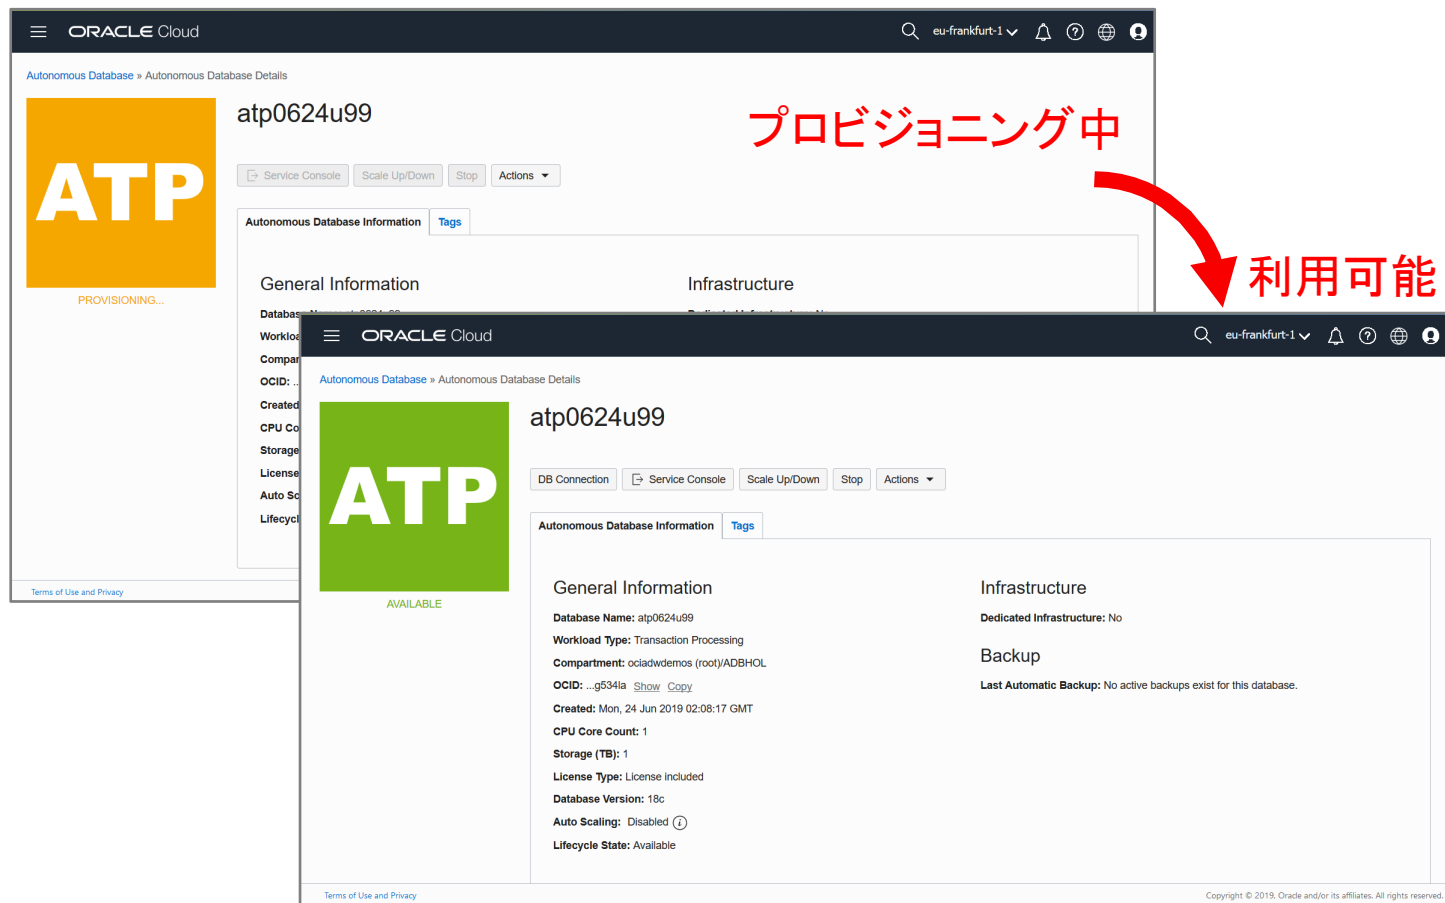 ORACLE Cloud
eu-frankfurt-1
Autonomous Database » Autonomous Database Details
ATP
PROVISIONING...
atp0624u99
プロビジョニング中
Service Console
Scale Up/Down
Stop
Actions
Autonomous Database Information
Tags
General Information
Infrastructure
利用可能
OCID: ..
Created
Storage
License
Terms of Use and Privacy
ORACLE Cloud
eu-frankfurt-1
Autonomous Database » Autonomous Database Details
ATP
AVAILABLE
atp0624u99
DB Connection
Service Console
Scale Up/Down
Stop
Actions
Autonomous Database Information
Tags
General Information
Database Name: atp0624u99
Workload Type: Transaction Processing
Compartment: ociadwdemos (root)/ADBHOL
OCID: ...g534la Show Copy
Created: Mon, 24 Jun 2019 02:08:17 GMT
CPU Core Count: 1
Storage (TB): 1
License Type: License included
Database Version: 18c
Auto Scaling: Disabled
Lifecycle State: Available
Infrastructure
Dedicated Infrastructure: No
Backup
Last Automatic Backup: No active backups exist for this database.
Terms of Use and Privacy
Copyright © 2019, Oracle and/or its affiliates. All rights reserved.